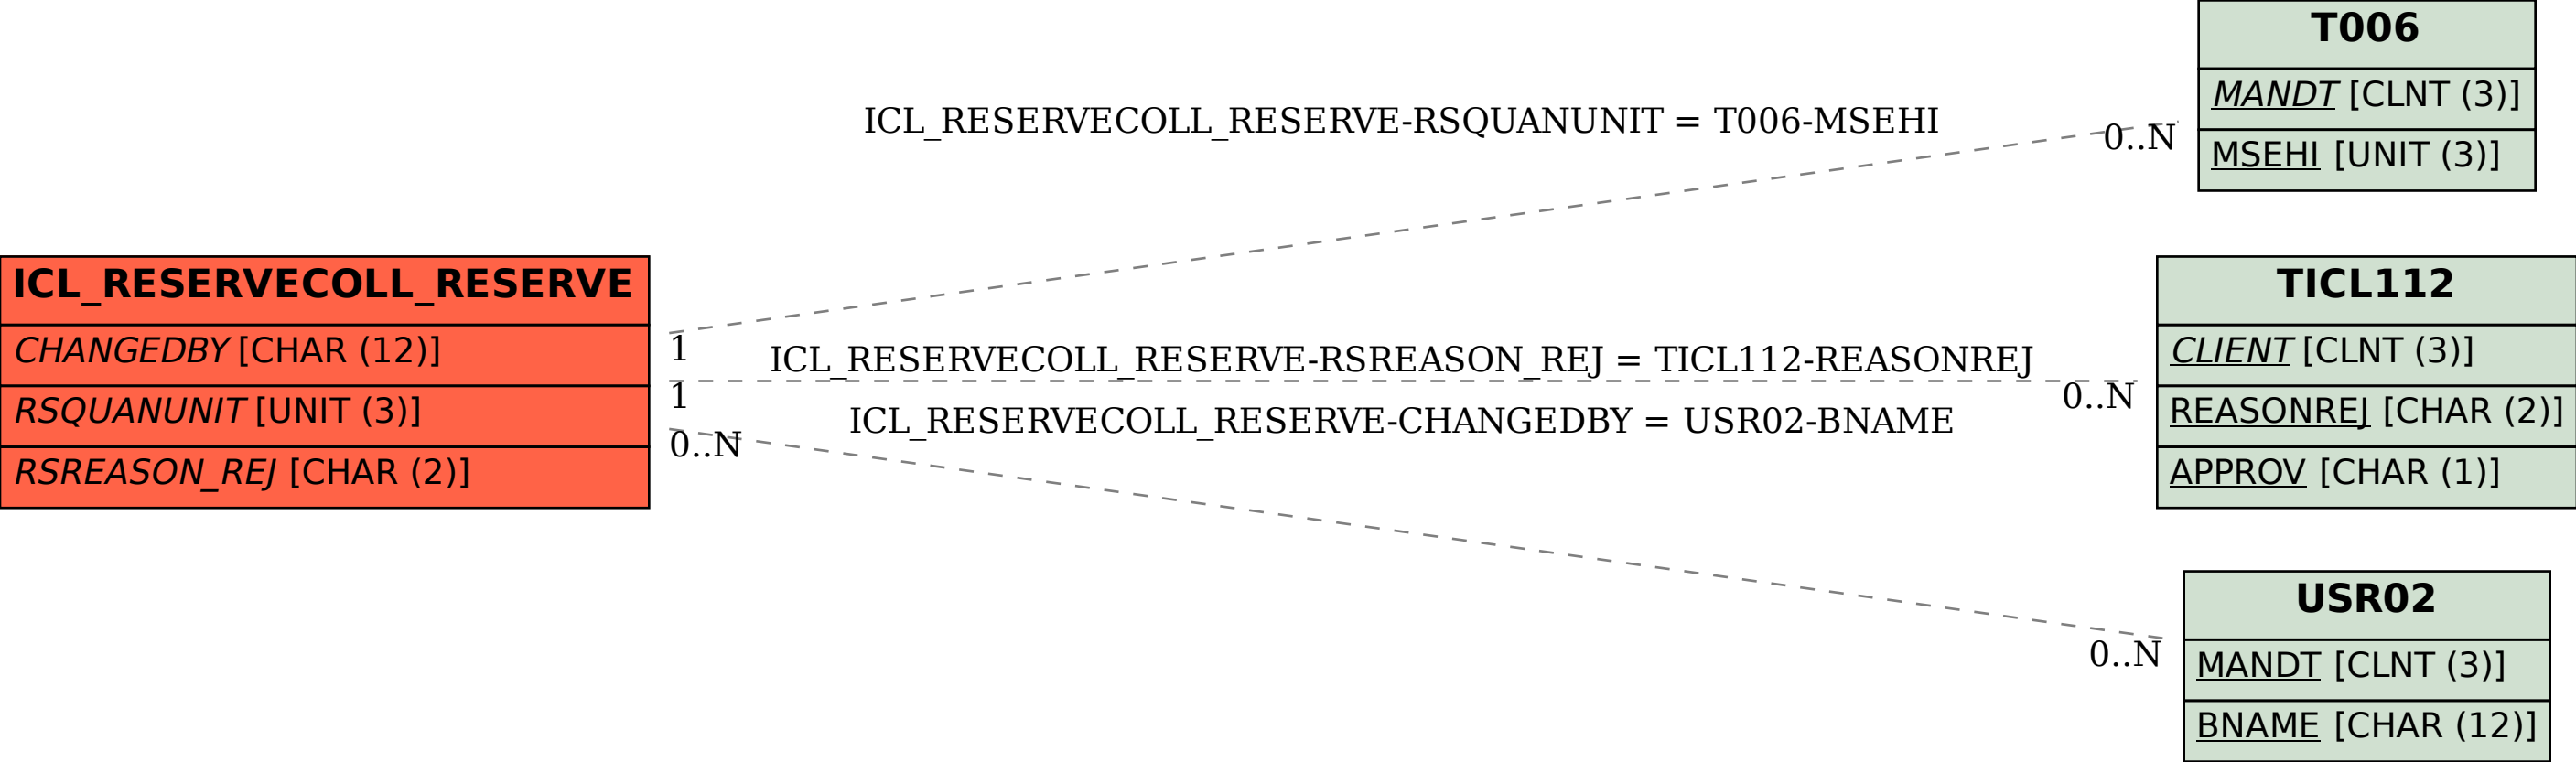 T006
MANDT [CLNT (3)]
MSEHI [UNIT (3)]
ICL_RESERVECOLL_RESERVE-RSQUANUNIT = T006-MSEHI
0..N
ICL_RESERVECOLL_RESERVE
CHANGEDBY [CHAR (12)]
RSQUANUNIT [UNIT (3)]
RSREASON_REJ [CHAR (2)]
1
ICL_RESERVECOLL_RESERVE-RSREASON_REJ = TICL112-REASONREJ
1
0..N
ICL_RESERVECOLL_RESERVE-CHANGEDBY = USR02-BNAME
0..N
TICL112
CLIENT [CLNT (3)]
REASONREJ [CHAR (2)]
APPROV [CHAR (1)]
0..N
USR02
MANDT [CLNT (3)]
BNAME [CHAR (12)]